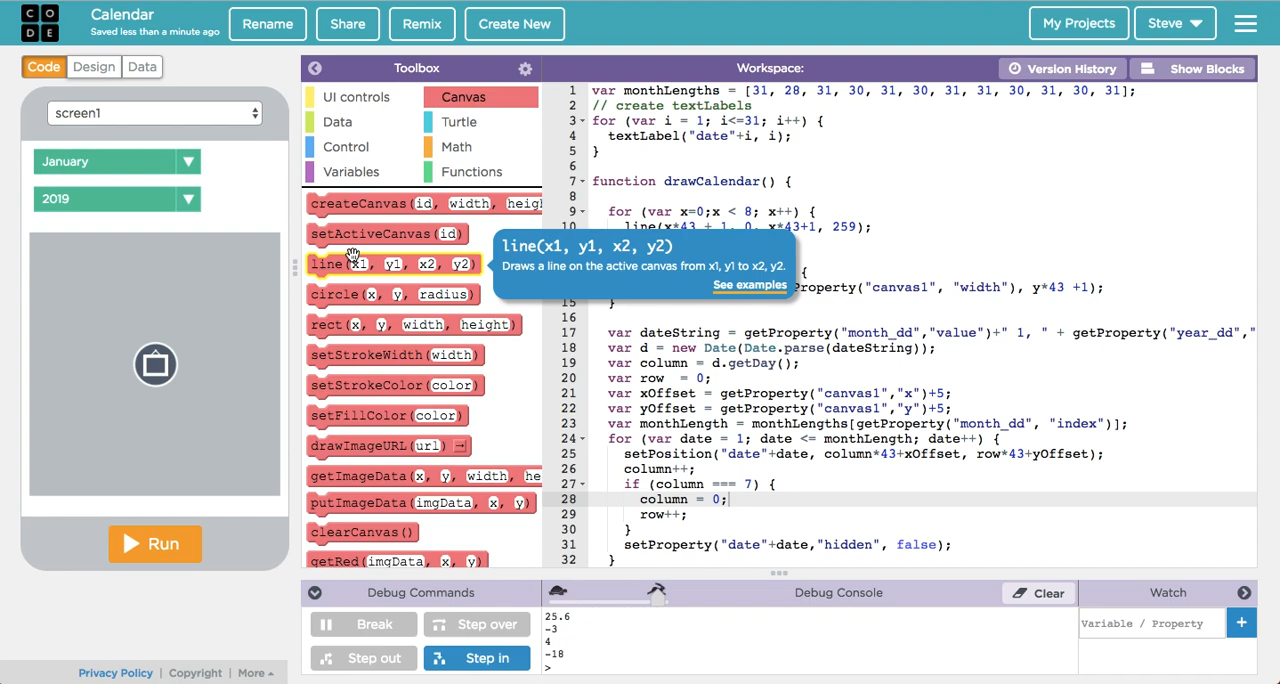 C O
D E
Calendar
Saved less than a minute ago
Rename
Share
Remix
Create New
My Projects
Steve
Code
Design
Data
screen1
January
2019
Run
Privacy Policy | Copyright | More
Toolbox
UI controls
Canvas
Data
Turtle
Control
Math
Variables
Functions
createCanvas(id, width, heigh
setActiveCanvas(id)
line(x1, y1, x2, y2)
circle(x, y, radius)
rect(x, y, width, height)
setStrokeWidth(width)
setStrokeColor(color)
setFillColor(color)
drawImageURL(url)
getImageData(x, y, width, he
putImageData(imgData, x, y)
clearCanvas()
getRed(imgData, x, y)
line(x1, y1, x2, y2)
Draws a line on the active canvas from x1, y1 to x2, y2.
See examples
Workspace:
Version History
Show Blocks
1 var monthLengths = [31, 28, 31, 30, 31, 30, 31, 31, 30, 31, 30, 31];
2 // create textLabels
3 for (var i = 1; i<=31; i++) {
4 textLabel("date"+i, i);
5 }
6
7 function drawCalendar() {
8
9 for (var x=0;x < 8; x++) {
10 line(x*43 + 1, 0, x*43+1, 259);
{
operty("canvas1", "width"), y*43 +1);
15 }
16
17 var dateString = getProperty("month_dd","value")+" 1, " + getProperty("year_dd","
18 var d = new Date(Date.parse(dateString));
19 var column = d.getDay();
20 var row = 0;
21 var xOffset = getProperty("canvas1","x")+5;
22 var yOffset = getProperty("canvas1","y")+5;
23 var monthLength = monthLengths[getProperty("month_dd", "index")];
24 for (var date = 1; date <= monthLength; date++) {
25 setPosition("date"+date, column*43+xOffset, row*43+yOffset);
26 column++;
27 if (column === 7) {
28 column = 0;
29 row++;
30 }
31 setProperty("date"+date,"hidden", false);
32 }
Debug Commands
Break
Step over
Step out
Step in
Debug Console
Clear
25.6
-3
4
-18
>
Watch
Variable / Property